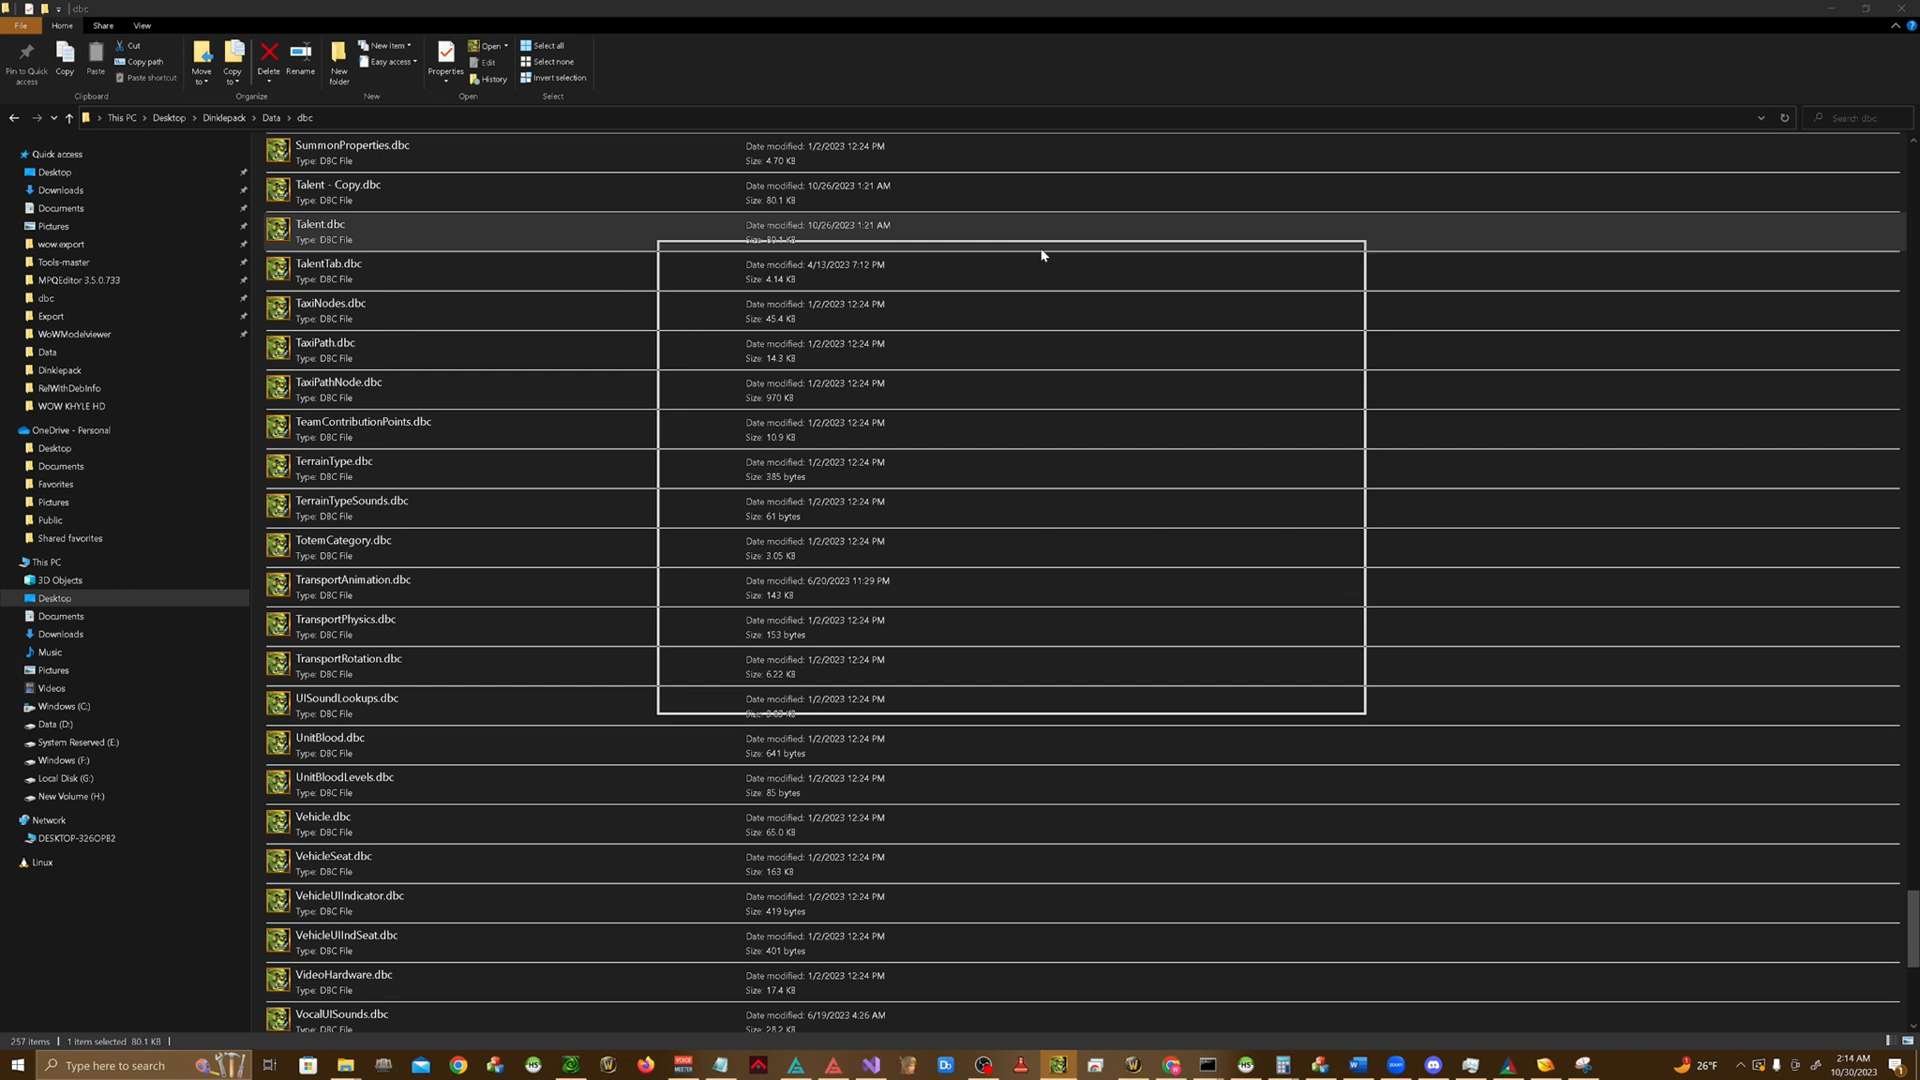 dbc
File Home Share View
Pin to Quick access
Copy
Paste
Cut
Copy path
Paste shortcut
Clipboard
Move to
Copy to
Delete
Rename
Organize
New folder
New item
Easy access
New
Properties
Open
Edit
History
Open
Select all
Select none
Invert selection
Select
This PC > Desktop > Dinklepack > Data > dbc
Search dbc
Quick access
Desktop
Downloads
Documents
Pictures
wow.export
Tools-master
MPQEditor 3.5.0.733
dbc
Export
WoWModelviewer
Data
Dinklepack
RelWithDebInfo
WOW KHYLE HD
OneDrive - Personal
Desktop
Documents
Favorites
Pictures
Public
Shared favorites
This PC
3D Objects
Desktop
Documents
Downloads
Music
Pictures
Videos
Windows (C:)
Data (D:)
System Reserved (E:)
Windows (F:)
Local Disk (G:)
New Volume (H:)
Network
DESKTOP-326OPB2
Linux
SummonProperties.dbc Date modified: 1/2/2023 12:24 PM
Type: DBC File Size: 4.70 KB
Talent - Copy.dbc Date modified: 10/26/2023 1:21 AM
Type: DBC File Size: 80.1 KB
Talent.dbc Date modified: 10/26/2023 1:21 AM
Type: DBC File Size: 80.1 KB
TalentTab.dbc Date modified: 4/13/2023 7:12 PM
Type: DBC File Size: 4.14 KB
TaxiNodes.dbc Date modified: 1/2/2023 12:24 PM
Type: DBC File Size: 45.4 KB
TaxiPath.dbc Date modified: 1/2/2023 12:24 PM
Type: DBC File Size: 14.3 KB
TaxiPathNode.dbc Date modified: 1/2/2023 12:24 PM
Type: DBC File Size: 970 KB
TeamContributionPoints.dbc Date modified: 1/2/2023 12:24 PM
Type: DBC File Size: 10.9 KB
TerrainType.dbc Date modified: 1/2/2023 12:24 PM
Type: DBC File Size: 385 bytes
TerrainTypeSounds.dbc Date modified: 1/2/2023 12:24 PM
Type: DBC File Size: 61 bytes
TotemCategory.dbc Date modified: 1/2/2023 12:24 PM
Type: DBC File Size: 3.05 KB
TransportAnimation.dbc Date modified: 6/20/2023 11:29 PM
Type: DBC File Size: 143 KB
TransportPhysics.dbc Date modified: 1/2/2023 12:24 PM
Type: DBC File Size: 153 bytes
TransportRotation.dbc Date modified: 1/2/2023 12:24 PM
Type: DBC File Size: 6.22 KB
UISoundLookups.dbc Date modified: 1/2/2023 12:24 PM
Type: DBC File Size:
UnitBlood.dbc Date modified: 1/2/2023 12:24 PM
Type: DBC File Size: 641 bytes
UnitBloodLevels.dbc Date modified: 1/2/2023 12:24 PM
Type: DBC File Size: 85 bytes
Vehicle.dbc Date modified: 1/2/2023 12:24 PM
Type: DBC File Size: 65.0 KB
VehicleSeat.dbc Date modified: 1/2/2023 12:24 PM
Type: DBC File Size: 163 KB
VehicleUIIndicator.dbc Date modified: 1/2/2023 12:24 PM
Type: DBC File Size: 419 bytes
VehicleUIIndSeat.dbc Date modified: 1/2/2023 12:24 PM
Type: DBC File Size: 401 bytes
VideoHardware.dbc Date modified: 1/2/2023 12:24 PM
Type: DBC File Size: 17.4 KB
VocalUISounds.dbc Date modified: 6/19/2023 4:26 AM
Type: DBC File Size: 28.2 KB
257 items 1 item selected 80.1 KB
Type here to search
VOICE MEETER
26°F
2:14 AM
10/30/2023